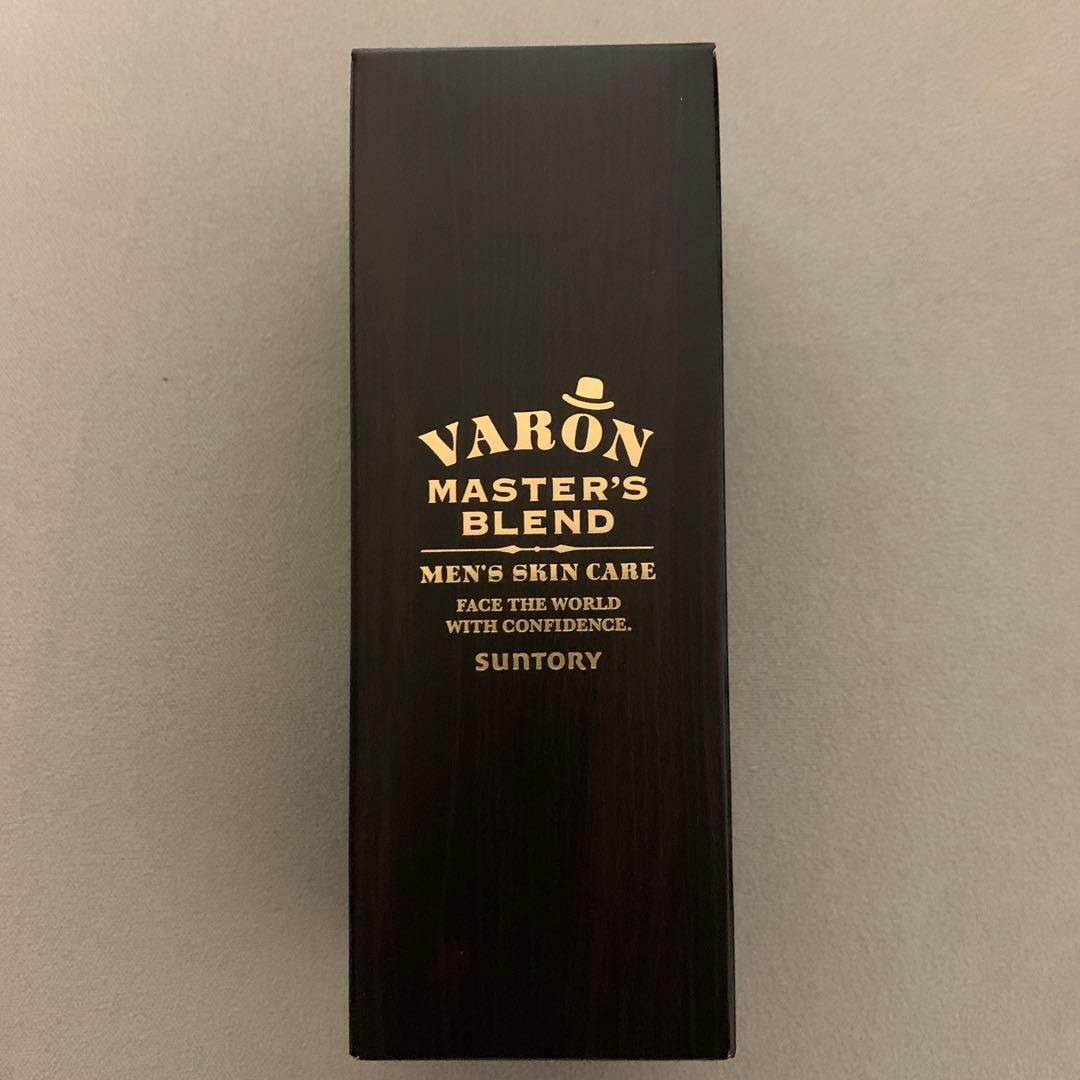 VARON
MASTER'S
BLEND
MEN'S SKIN CARE
FACE THE WORLD
WITH CONFIDENCE.
SUNTORY